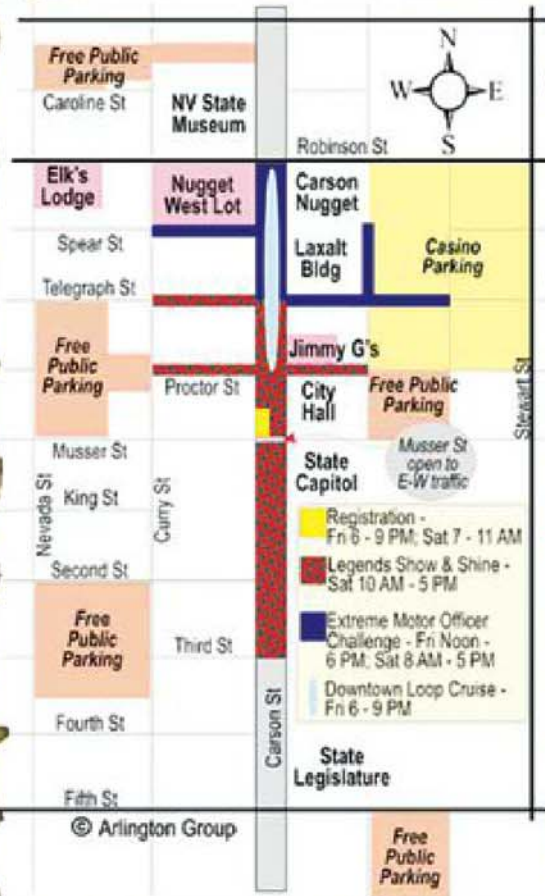 Free Public
Parking
Caroline St
NV State
Museum
N
W
E
S
Robinson St
Elk's
Lodge
Nugget
West Lot
Carson
Nugget
Spear St
Laxalt
Bldg
Casino
Parking
Telegraph St
Free
Public
Parking
Jimmy G's
Proctor St
City
Hall
Free Public
Parking
Stewart St
Musser St
Musser St
open to
E-W traffic
State
Capitol
Nevada St
King St
Curry St
Registration -
Fri 6 - 9 PM; Sat 7 - 11 AM
Second St
Legends Show & Shine -
Sat 10 AM - 5 PM
Free
Public
Parking
Third St
Extreme Motor Officer
Challenge - Fri Noon -
6 PM; Sat 8 AM - 5 PM
Downtown Loop Cruise -
Fri 6 - 9 PM
Carson St
Fourth St
State
Legislature
Fifth St
© Arlington Group
Free
Public
Parking